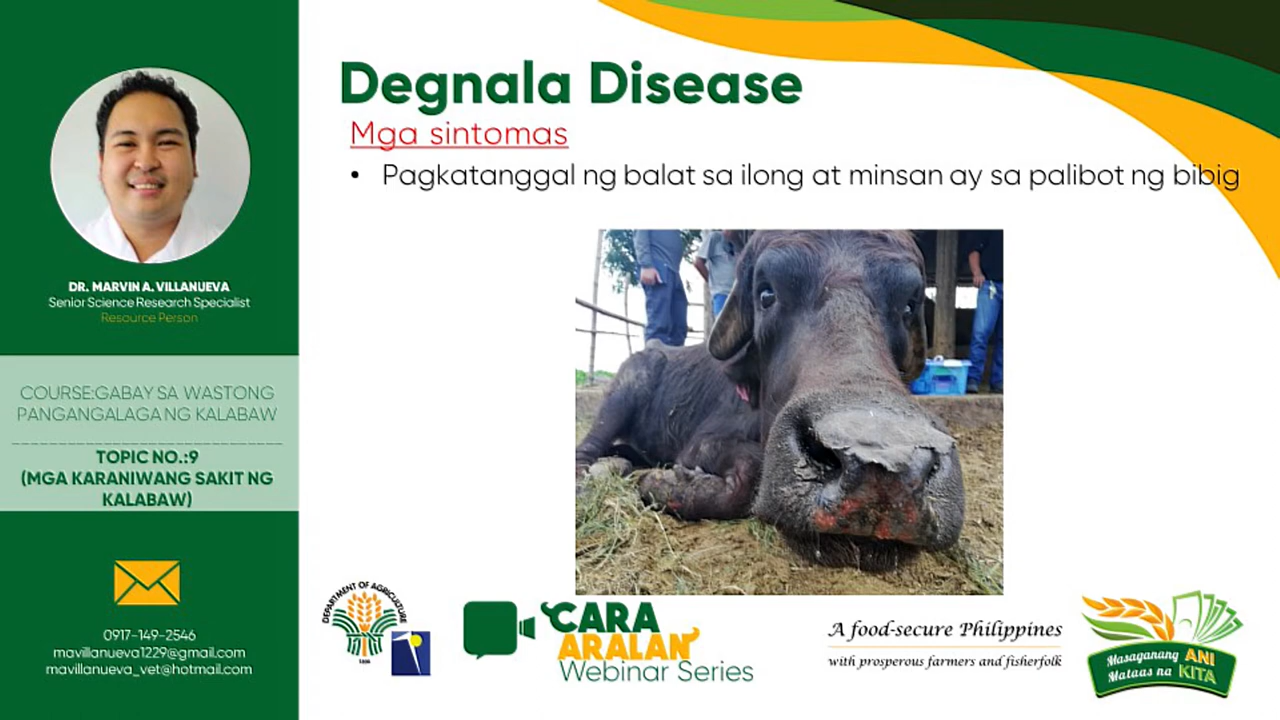 Degnala Disease
Mga sintomas
• Pagkatanggal ng balat sa ilong at minsan ay sa palibot ng bibig
DR. MARVIN A. VILLANUEVA
Senior Science Research Specialist
Resource Person
COURSE:GABAY SA WASTONG
PANGANGALAGA NG KALABAW
TOPIC NO.:9
(MGA KARANIWANG SAKIT NG
KALABAW)
0917-149-2546
mavillanueva1229@gmail.com
mavillanueva_vet@hotmail.com
DEPARTMENT OF AGRICULTURE
CARA
ARALAN
Webinar Series
A food-secure Philippines
with prosperous farmers and fisherfolk
Masaganang ANI
Mataas na KITA